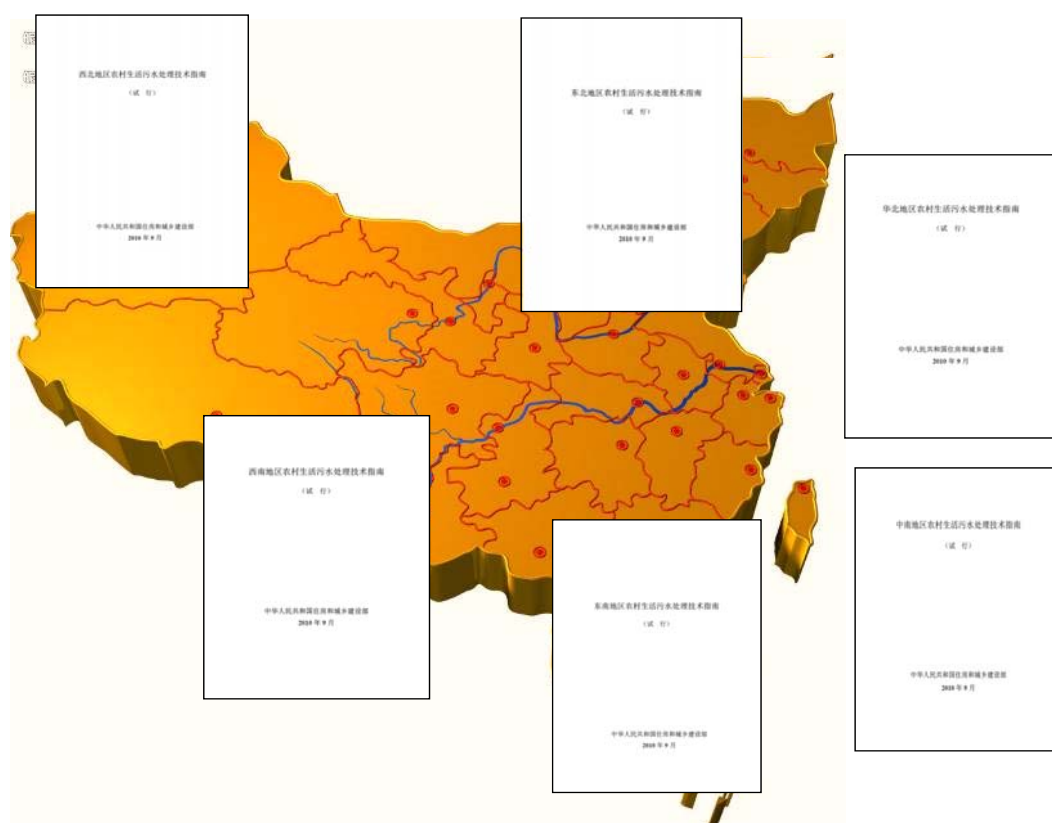 西北地区农村生活污水处理技术指南
（试 行）
中华人民共和国住房和城乡建设部
2010 年 9 月
东北地区农村生活污水处理技术指南
（试 行）
中华人民共和国住房和城乡建设部
2010 年 9 月
华北地区农村生活污水处理技术指南
（试 行）
中华人民共和国住房和城乡建设部
2010 年 9 月
西南地区农村生活污水处理技术指南
（试 行）
中华人民共和国住房和城乡建设部
2010 年 9 月
中南地区农村生活污水处理技术指南
（试 行）
中华人民共和国住房和城乡建设部
2010 年 9 月
东南地区农村生活污水处理技术指南
（试 行）
中华人民共和国住房和城乡建设部
2010 年 9 月